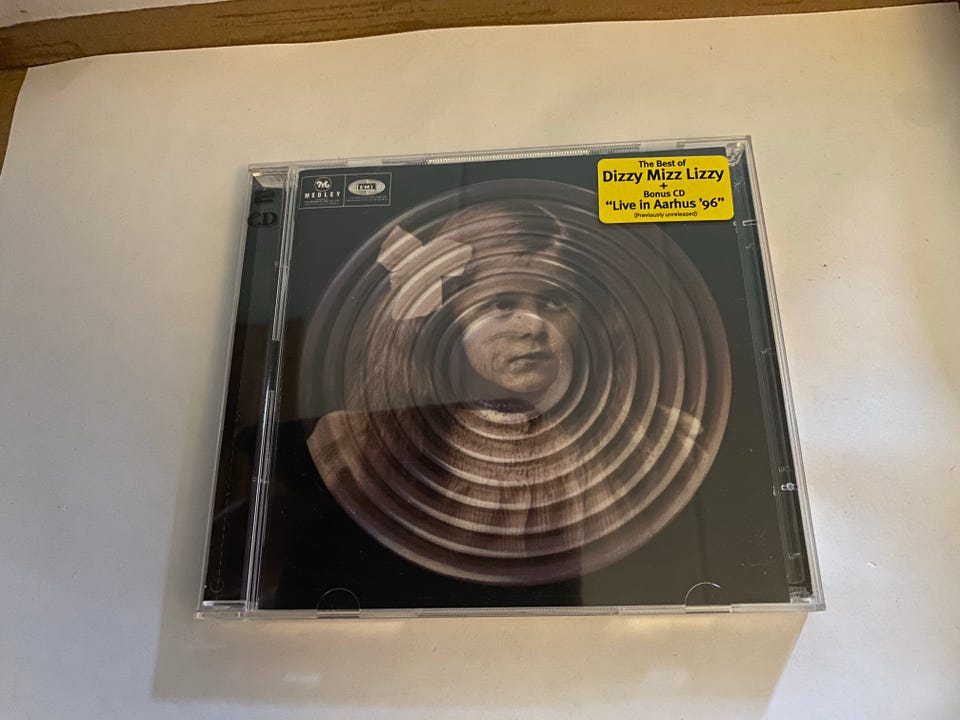 CD
MEDLEY
EMI
The Best of
Dizzy Mizz Lizzy
+
Bonus CD
“Live in Aarhus ’96”
(Previously unreleased)